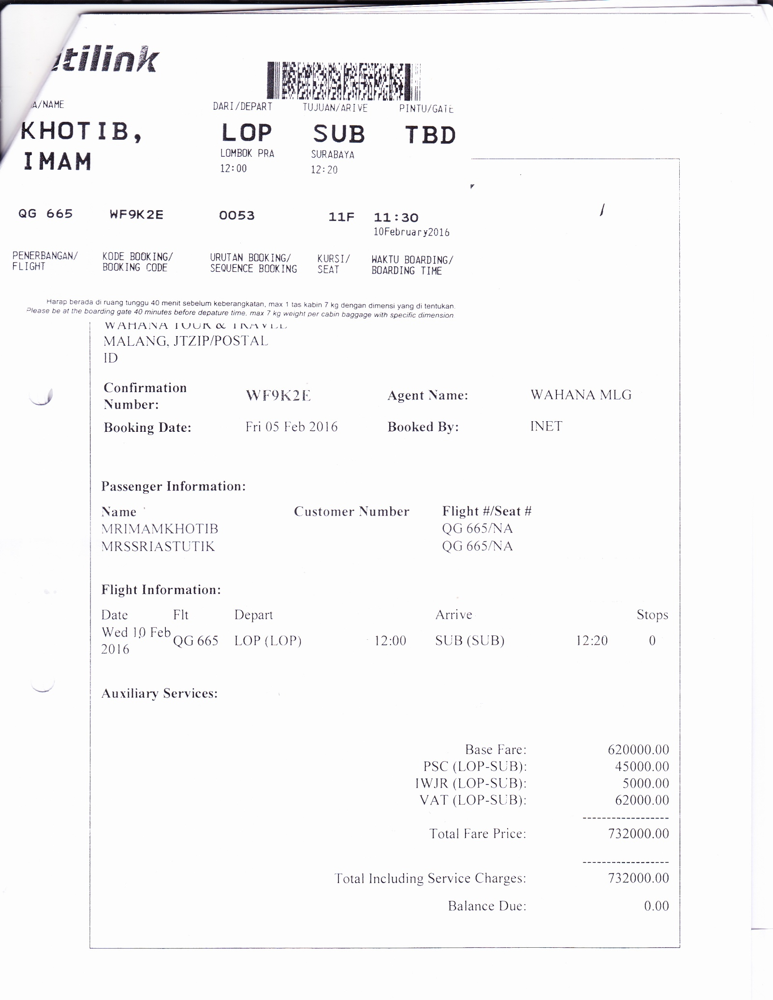 tilink
A/NAME DARI/DEPART TUJUAN/ARIVE PINTU/GATE
KHOTIB, LOP SUB TBD
IMAM LOMBOK PRA SURABAYA
12:00 12:20
QG 665 WF9K2E 0053 11F 11:30
10February2016
PENERBANGAN/ KODE BOOKING/ URUTAN BOOKING/ KURSI/ WAKTU BOARDING/
FLIGHT BOOKING CODE SEQUENCE BOOKING SEAT BOARDING TIME
Harap berada di ruang tunggu 40 menit sebelum keberangkatan, max 1 tas kabin 7 kg dengan dimensi yang di tentukan.
Please be at the boarding gate 40 minutes before depature time. max 7 kg weight per cabin baggage with specific dimension
WAHANA TOUR & TRAVEL
MALANG, JTZIP/POSTAL
ID
Confirmation
Number: WF9K2E Agent Name: WAHANA MLG
Booking Date: Fri 05 Feb 2016 Booked By: INET
Passenger Information:
Name Customer Number Flight #/Seat #
MRIMAMKHOTIB QG 665/NA
MRSSRIASTUTIK QG 665/NA
Flight Information:
Date Flt Depart Arrive Stops
Wed 10 Feb
2016 QG 665 LOP (LOP) 12:00 SUB (SUB) 12:20 0
Auxiliary Services:
Base Fare: 620000.00
PSC (LOP-SUB): 45000.00
IWJR (LOP-SUB): 5000.00
VAT (LOP-SUB): 62000.00
------------------
Total Fare Price: 732000.00
------------------
Total Including Service Charges: 732000.00
Balance Due: 0.00